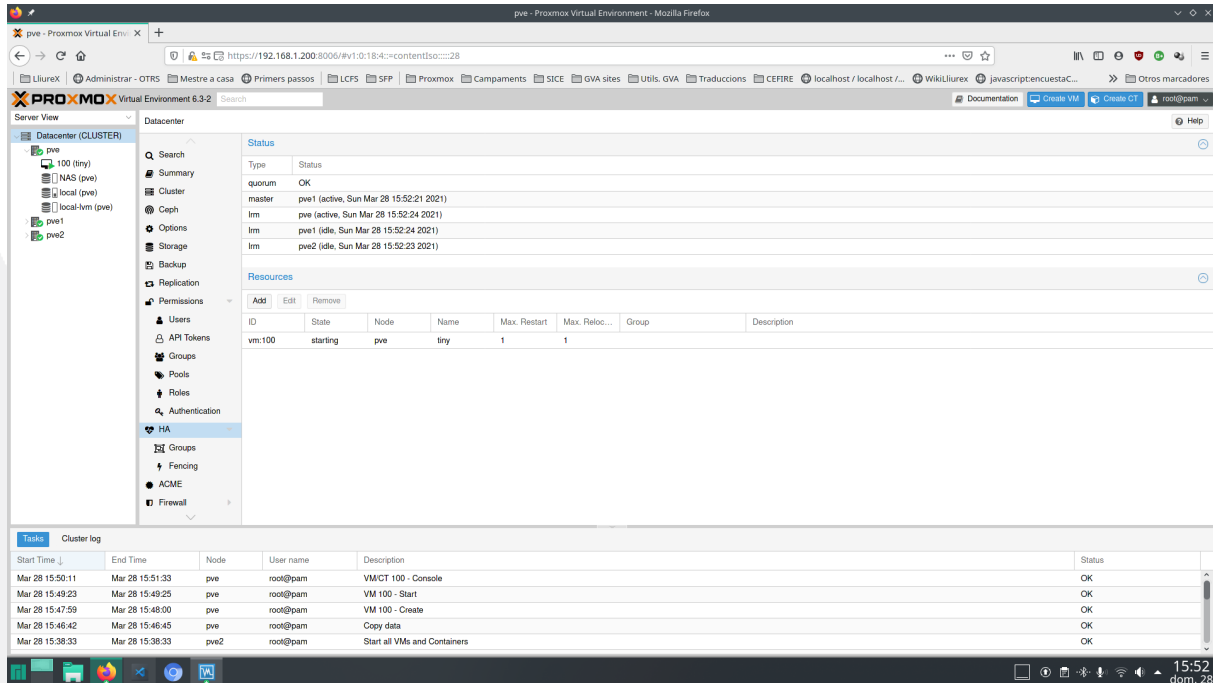 pve - Proxmox Virtual Environment - Mozilla Firefox
pve - Proxmox Virtual Envi
https://192.168.1.200:8006/#v1:0:18:4::=contentIso:::::28
LliureX Administrar - OTRS Mestre a casa Primers passos LCFS SFP Proxmox Campaments SICE GVA sites Utils. GVA Traduccions CEFIRE localhost / localhost /... WikiLliurex javascript:encuestaC... Otros marcadores
PROXMOX Virtual Environment 6.3-2 Search Documentation Create VM Create CT root@pam
Server View
Datacenter (CLUSTER)
pve
100 (tiny)
NAS (pve)
local (pve)
local-lvm (pve)
pve1
pve2
Datacenter Help
Search
Summary
Cluster
Ceph
Options
Storage
Backup
Replication
Permissions
Users
API Tokens
Groups
Pools
Roles
Authentication
HA
Groups
Fencing
ACME
Firewall
Status
Type Status
quorum OK
master pve1 (active, Sun Mar 28 15:52:21 2021)
lrm pve (active, Sun Mar 28 15:52:24 2021)
lrm pve1 (idle, Sun Mar 28 15:52:24 2021)
lrm pve2 (idle, Sun Mar 28 15:52:23 2021)
Resources
Add Edit Remove
ID State Node Name Max. Restart Max. Reloc... Group Description
vm:100 starting pve tiny 1 1
Tasks Cluster log
Start Time End Time Node User name Description Status
Mar 28 15:50:11 Mar 28 15:51:33 pve root@pam VM/CT 100 - Console OK
Mar 28 15:49:23 Mar 28 15:49:25 pve root@pam VM 100 - Start OK
Mar 28 15:47:59 Mar 28 15:48:00 pve root@pam VM 100 - Create OK
Mar 28 15:46:42 Mar 28 15:46:45 pve root@pam Copy data OK
Mar 28 15:38:33 Mar 28 15:38:33 pve2 root@pam Start all VMs and Containers OK
15:52
dom. 28